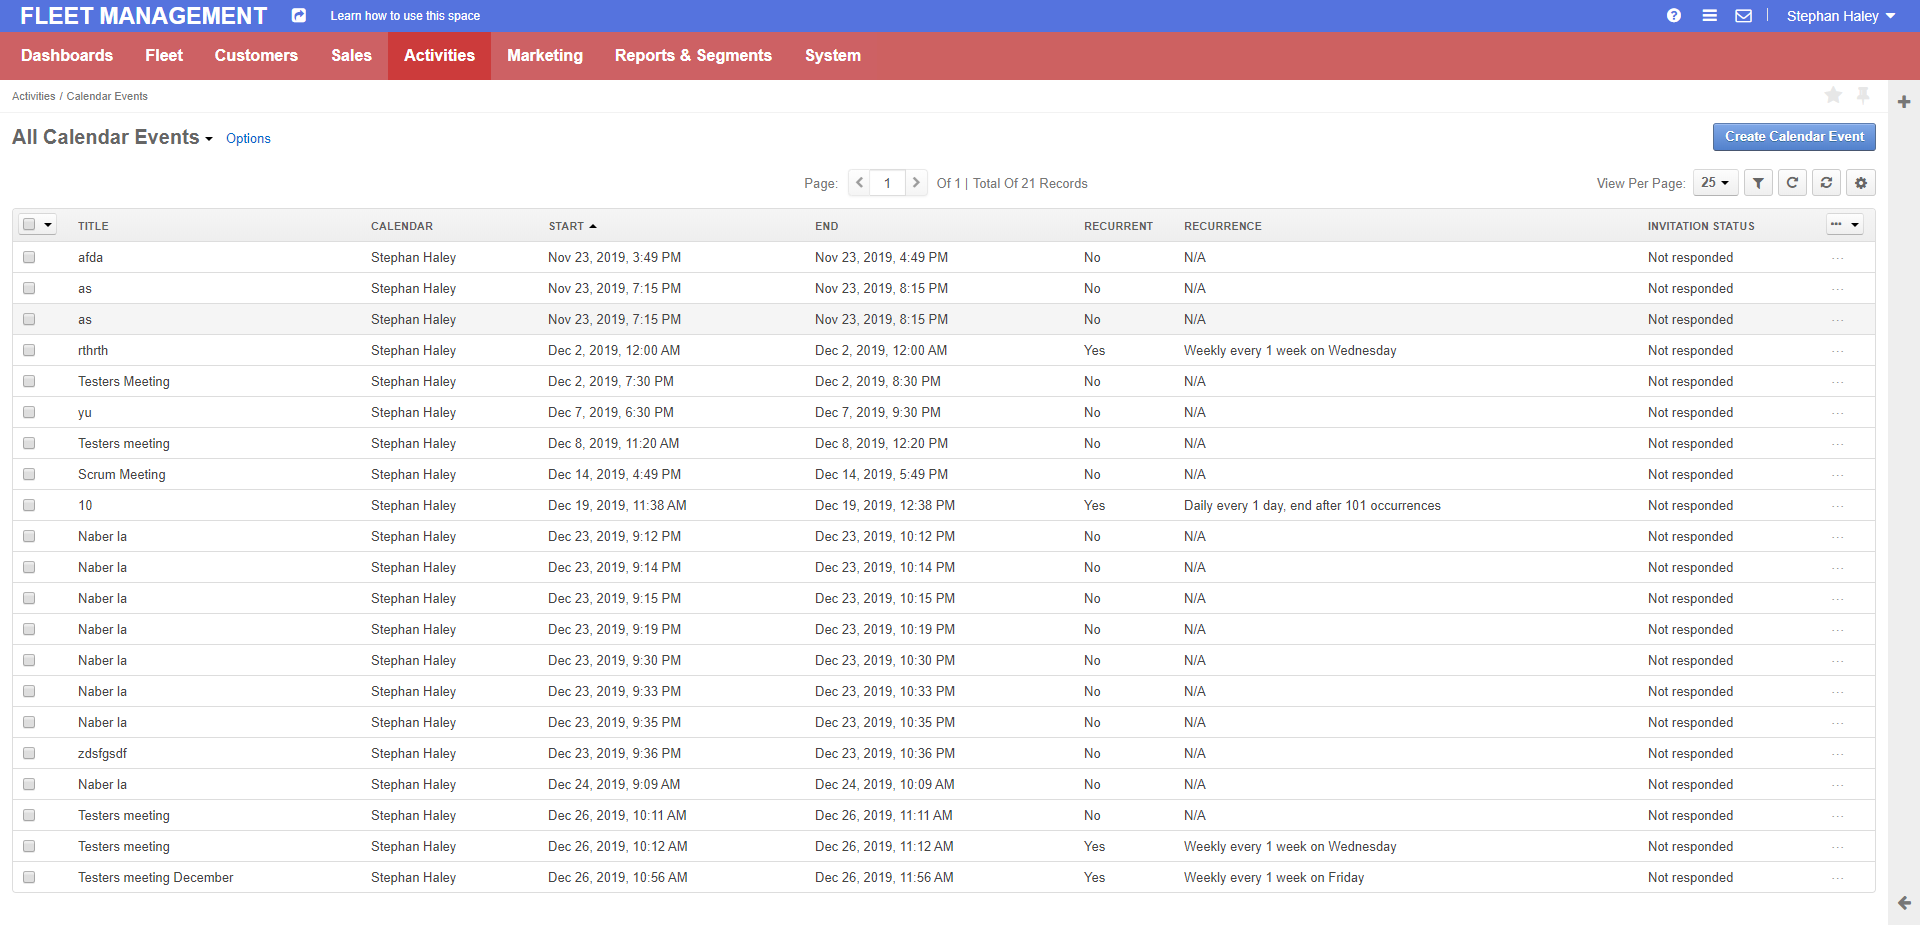 FLEET MANAGEMENT Learn how to use this space Stephan Haley
Dashboards Fleet Customers Sales Activities Marketing Reports & Segments System
Activities / Calendar Events
All Calendar Events Options Create Calendar Event
Page: 1 Of 1 | Total Of 21 Records View Per Page: 25
TITLE CALENDAR START END RECURRENT RECURRENCE INVITATION STATUS
afda Stephan Haley Nov 23, 2019, 3:49 PM Nov 23, 2019, 4:49 PM No N/A Not responded
as Stephan Haley Nov 23, 2019, 7:15 PM Nov 23, 2019, 8:15 PM No N/A Not responded
as Stephan Haley Nov 23, 2019, 7:15 PM Nov 23, 2019, 8:15 PM No N/A Not responded
rthrth Stephan Haley Dec 2, 2019, 12:00 AM Dec 2, 2019, 12:00 AM Yes Weekly every 1 week on Wednesday Not responded
Testers Meeting Stephan Haley Dec 2, 2019, 7:30 PM Dec 2, 2019, 8:30 PM No N/A Not responded
yu Stephan Haley Dec 7, 2019, 6:30 PM Dec 7, 2019, 9:30 PM No N/A Not responded
Testers meeting Stephan Haley Dec 8, 2019, 11:20 AM Dec 8, 2019, 12:20 PM No N/A Not responded
Scrum Meeting Stephan Haley Dec 14, 2019, 4:49 PM Dec 14, 2019, 5:49 PM No N/A Not responded
10 Stephan Haley Dec 19, 2019, 11:38 AM Dec 19, 2019, 12:38 PM Yes Daily every 1 day, end after 101 occurrences Not responded
Naber la Stephan Haley Dec 23, 2019, 9:12 PM Dec 23, 2019, 10:12 PM No N/A Not responded
Naber la Stephan Haley Dec 23, 2019, 9:14 PM Dec 23, 2019, 10:14 PM No N/A Not responded
Naber la Stephan Haley Dec 23, 2019, 9:15 PM Dec 23, 2019, 10:15 PM No N/A Not responded
Naber la Stephan Haley Dec 23, 2019, 9:19 PM Dec 23, 2019, 10:19 PM No N/A Not responded
Naber la Stephan Haley Dec 23, 2019, 9:30 PM Dec 23, 2019, 10:30 PM No N/A Not responded
Naber la Stephan Haley Dec 23, 2019, 9:33 PM Dec 23, 2019, 10:33 PM No N/A Not responded
Naber la Stephan Haley Dec 23, 2019, 9:35 PM Dec 23, 2019, 10:35 PM No N/A Not responded
zdsfgsdf Stephan Haley Dec 23, 2019, 9:36 PM Dec 23, 2019, 10:36 PM No N/A Not responded
Naber la Stephan Haley Dec 24, 2019, 9:09 AM Dec 24, 2019, 10:09 AM No N/A Not responded
Testers meeting Stephan Haley Dec 26, 2019, 10:11 AM Dec 26, 2019, 11:11 AM No N/A Not responded
Testers meeting Stephan Haley Dec 26, 2019, 10:12 AM Dec 26, 2019, 11:12 AM Yes Weekly every 1 week on Wednesday Not responded
Testers meeting December Stephan Haley Dec 26, 2019, 10:56 AM Dec 26, 2019, 11:56 AM Yes Weekly every 1 week on Friday Not responded